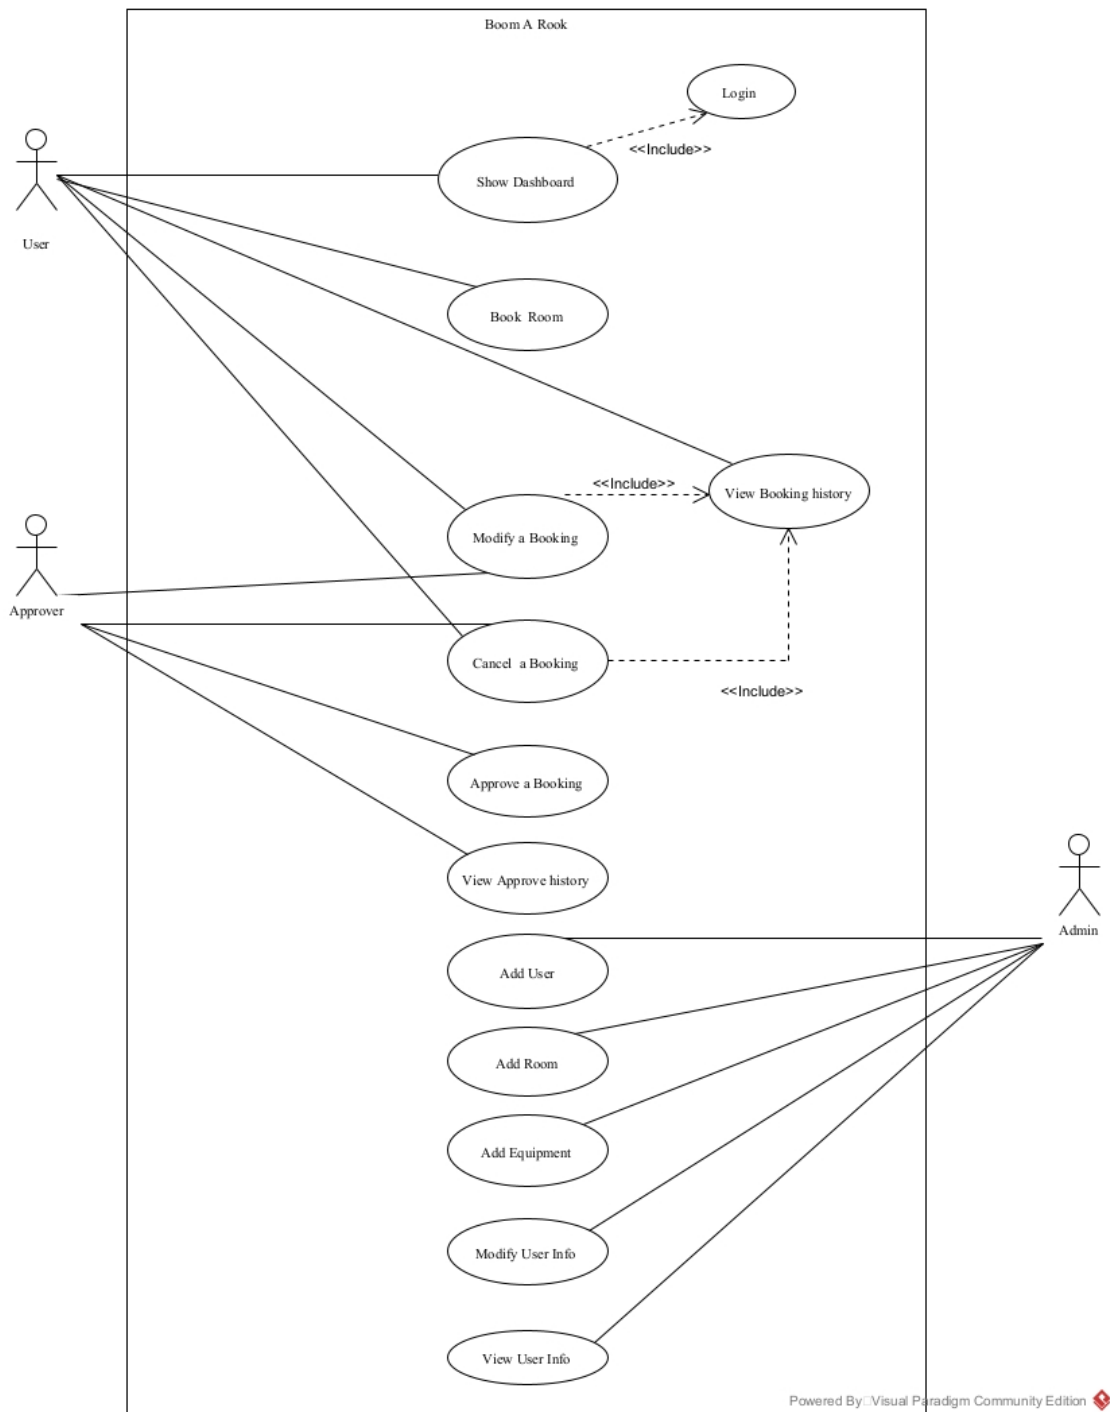 Boom A Rook
Login
<<Include>>
Show Dashboard
User
Book  Room
<<Include>>
View Booking history
Modify a Booking
Approver
Cancel  a Booking
<<Include>>
Approve a Booking
View Approve history
Admin
Add User
Add Room
Add Equipment
Modify User Info
View User Info
Powered By□Visual Paradigm Community Edition